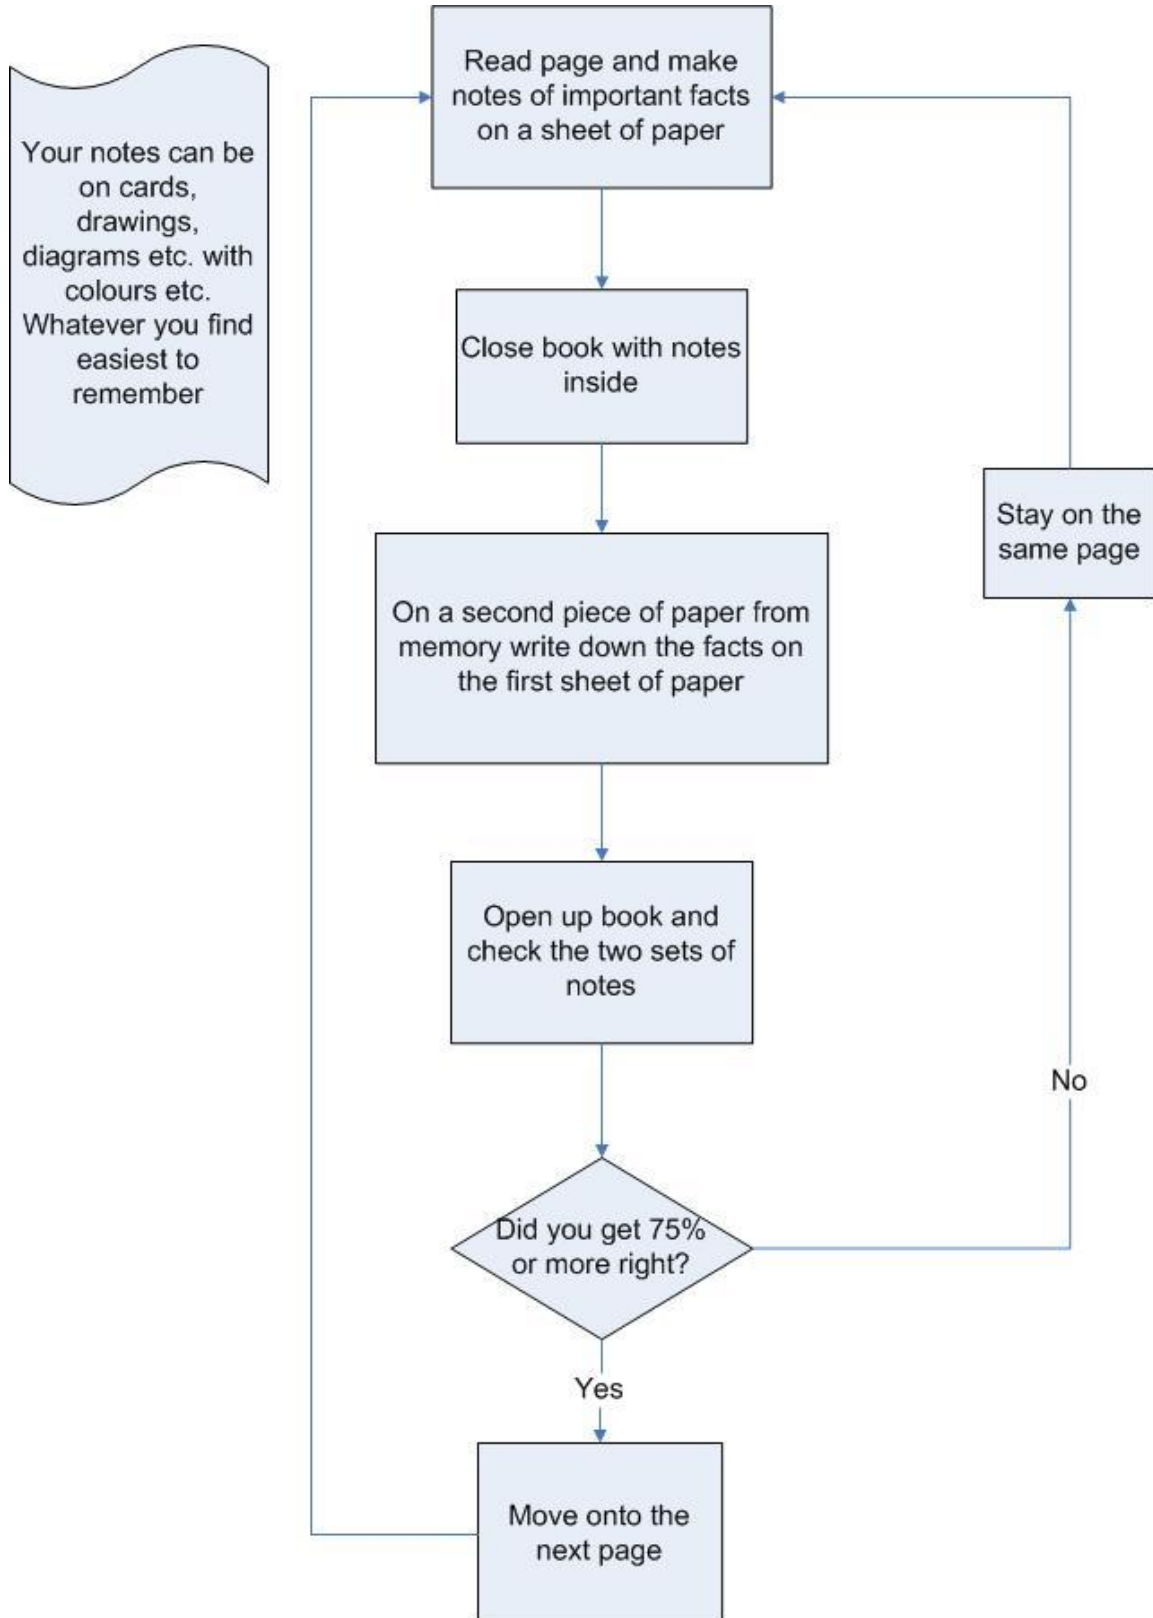 Your notes can be
on cards,
drawings,
diagrams etc. with
colours etc.
Whatever you find
easiest to
remember
Read page and make
notes of important facts
on a sheet of paper
Close book with notes
inside
Stay on the
same page
On a second piece of paper from
memory write down the facts on
the first sheet of paper
Open up book and
check the two sets of
notes
No
Did you get 75%
or more right?
Yes
Move onto the
next page